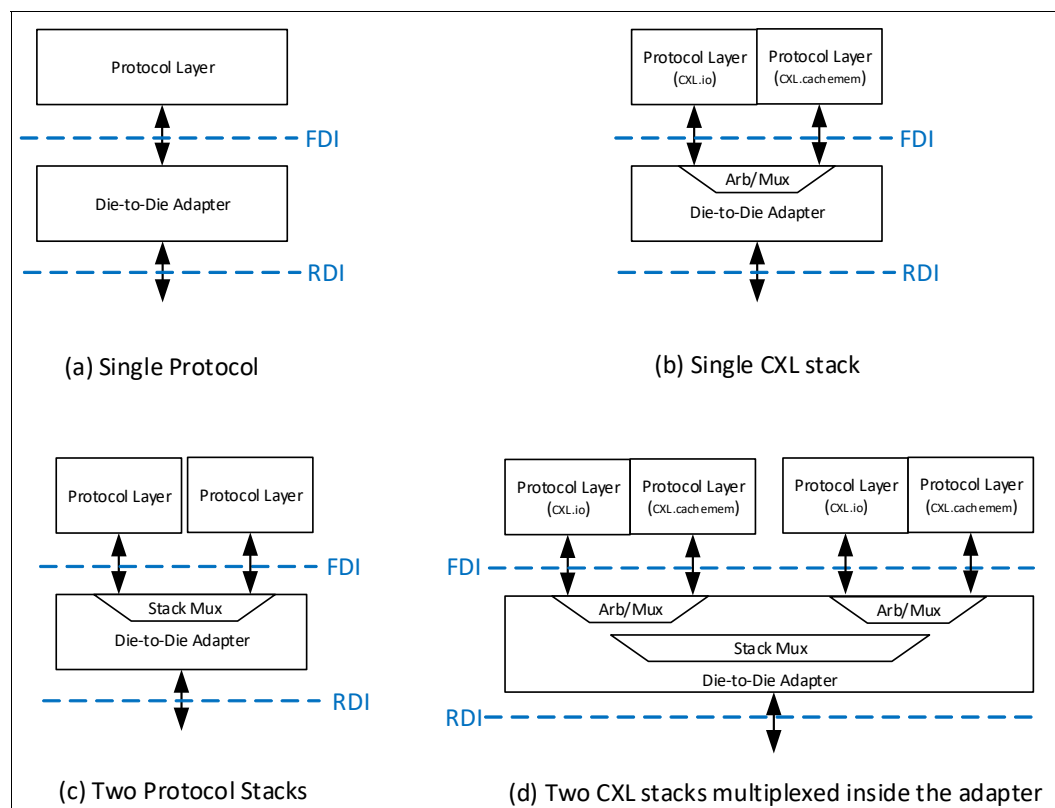 Protocol Layer
FDI
Die-to-Die Adapter
RDI
(a) Single Protocol
Protocol Layer
(CXL.io)
Protocol Layer
(CXL.cachemem)
FDI
Arb/Mux
Die-to-Die Adapter
RDI
(b) Single CXL stack
Protocol Layer
Protocol Layer
FDI
Stack Mux
Die-to-Die Adapter
RDI
(c) Two Protocol Stacks
Protocol Layer
(CXL.io)
Protocol Layer
(CXL.cachemem)
Protocol Layer
(CXL.io)
Protocol Layer
(CXL.cachemem)
FDI
Arb/Mux
Arb/Mux
Stack Mux
Die-to-Die Adapter
RDI
(d) Two CXL stacks multiplexed inside the adapter